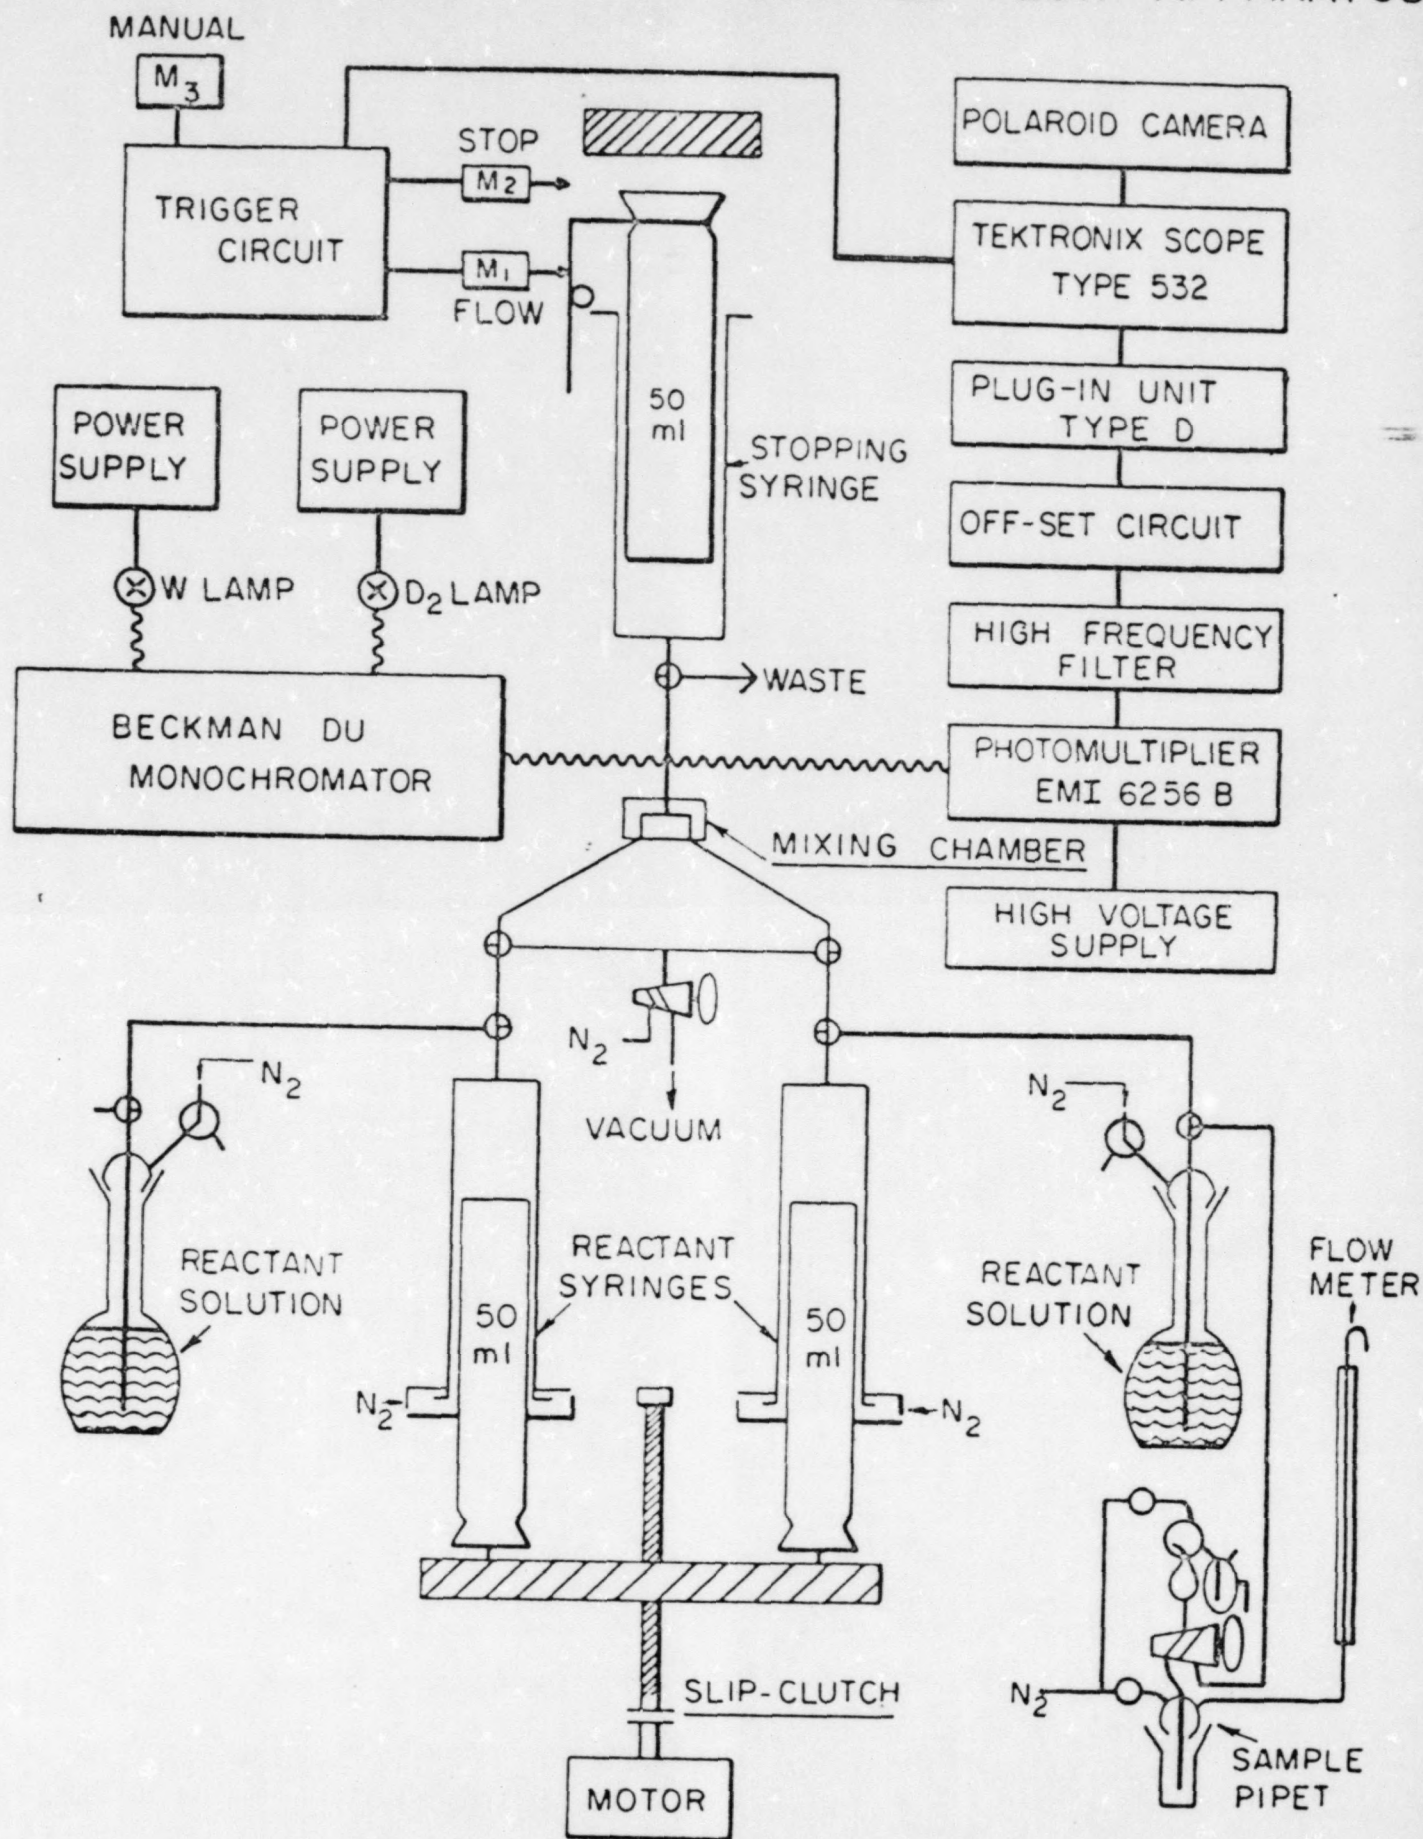 MANUAL
M3
TRIGGER
CIRCUIT
STOP
M2
M1
FLOW
50
ml
STOPPING
SYRINGE
POLAROID CAMERA
TEKTRONIX SCOPE
TYPE 532
PLUG-IN UNIT
TYPE D
OFF-SET CIRCUIT
HIGH FREQUENCY
FILTER
PHOTOMULTIPLIER
EMI 6256 B
HIGH VOLTAGE
SUPPLY
POWER
SUPPLY
POWER
SUPPLY
W LAMP
D2 LAMP
BECKMAN DU
MONOCHROMATOR
WASTE
MIXING CHAMBER
N2
VACUUM
N2
N2
REACTANT
SOLUTION
REACTANT
SYRINGES
50
ml
50
ml
REACTANT
SOLUTION
FLOW
METER
N2
N2
SLIP-CLUTCH
MOTOR
N2
SAMPLE
PIPET